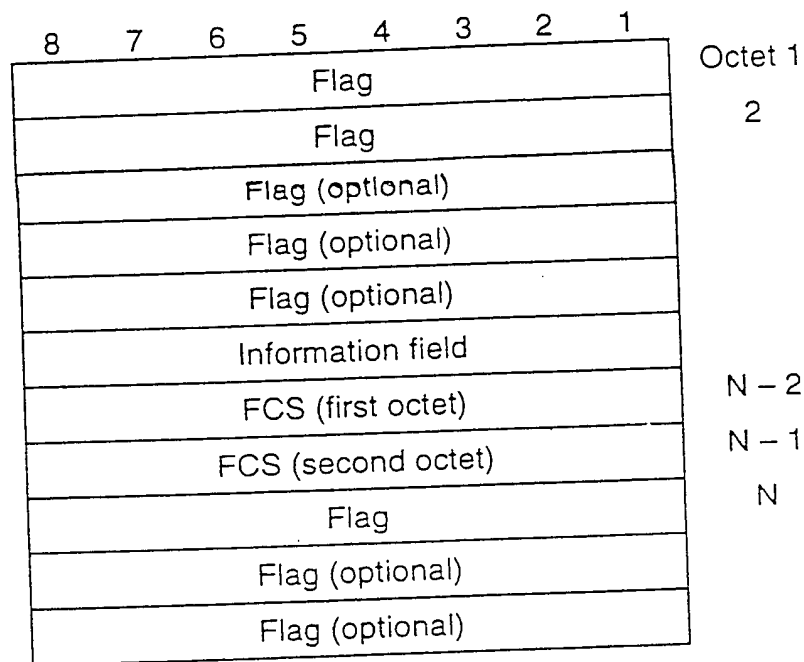 8 7 6 5 4 3 2 1
Flag Octet 1
Flag 2
Flag (optional)
Flag (optional)
Flag (optional)
Information field
FCS (first octet) N – 2
FCS (second octet) N – 1
Flag N
Flag (optional)
Flag (optional)